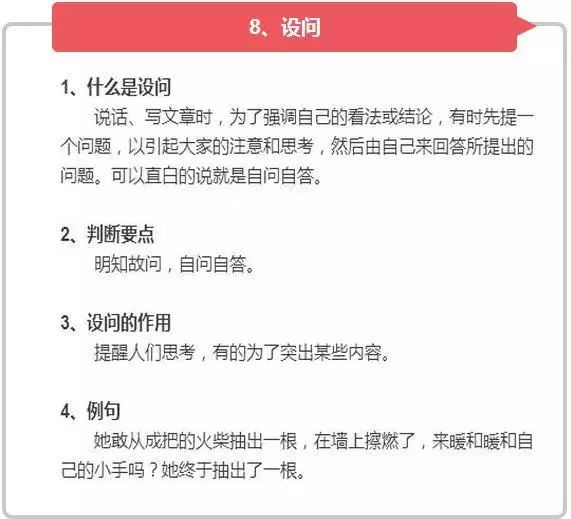 8、设问
1、什么是设问
说话、写文章时，为了强调自己的看法或结论，有时先提一
个问题，以引起大家的注意和思考，然后由自己来回答所提出的
问题。可以直白的说就是自问自答。
2、判断要点
明知故问，自问自答。
3、设问的作用
提醒人们思考，有的为了突出某些内容。
4、例句
她敢从成把的火柴抽出一根，在墙上擦燃了，来暖和暖和自
己的小手吗？她终于抽出了一根。